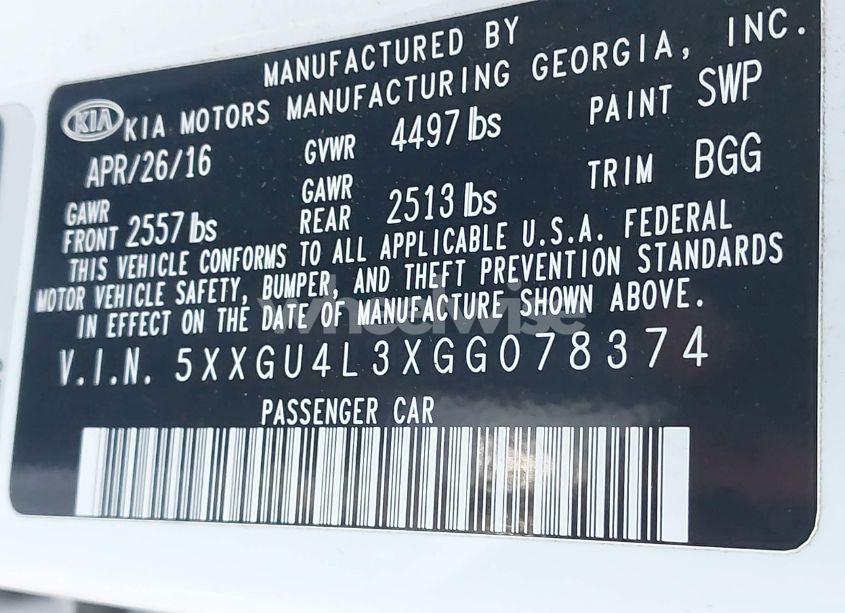 MANUFACTURED BY
KIA KIA MOTORS MANUFACTURING GEORGIA, INC.
APR/26/16 GVWR 4497 lbs PAINT SWP
GAWR FRONT 2557 lbs GAWR REAR 2513 lbs TRIM BGG
THIS VEHICLE CONFORMS TO ALL APPLICABLE U.S.A. FEDERAL
MOTOR VEHICLE SAFETY, BUMPER, AND THEFT PREVENTION STANDARDS
IN EFFECT ON THE DATE OF MANUFACTURE SHOWN ABOVE.
wheelwise
V.I.N. 5XXGU4L3XGG078374
PASSENGER CAR